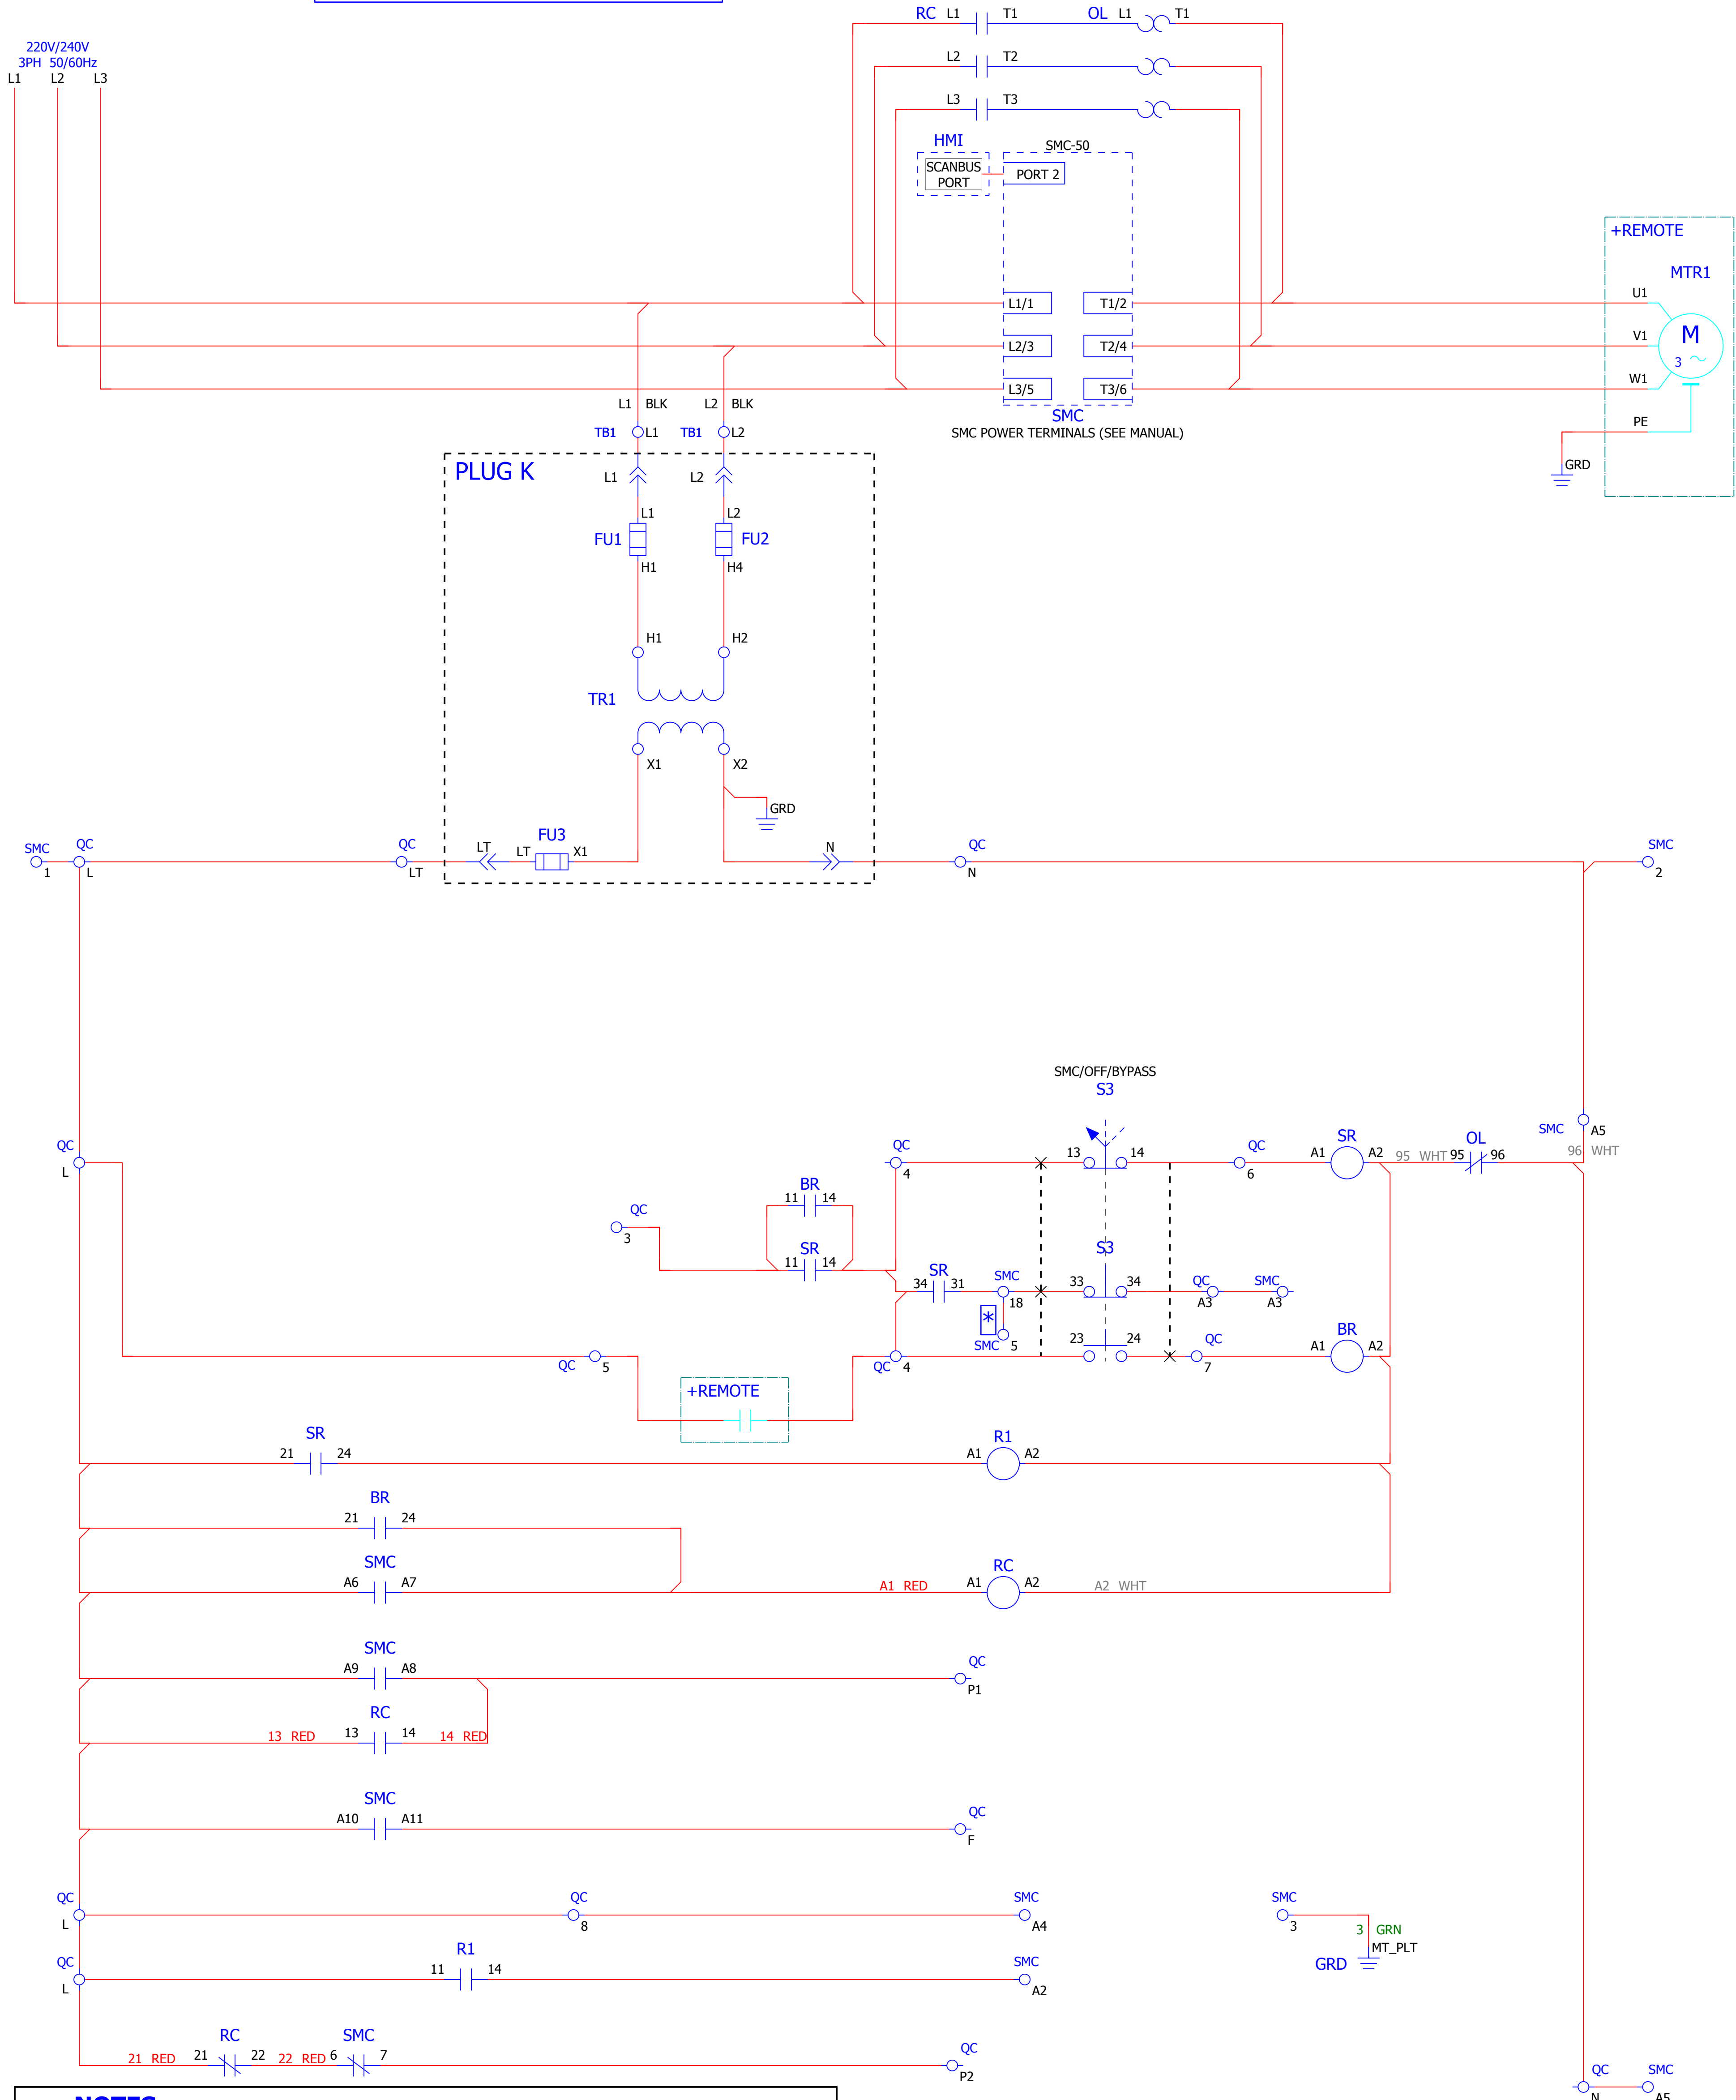 RC L1 T1 OL L1 T1
220V/240V
3PH 50/60Hz
L1 L2 L3
L2 T2
L3 T3
HMI
SMC-50
SCANBUS
PORT
PORT 2
+REMOTE
MTR1
L1/1 T1/2 U1
L2/3 T2/4 V1 M
3
L3/5 T3/6 W1
L1 BLK L2 BLK
SMC
SMC POWER TERMINALS (SEE MANUAL)
PE
GRD
TB1 L1 TB1 L2
PLUG K
L1 L2
L1 L2
FU1 FU2
H1 H4
H1 H2
TR1
X1 X2
GRD
SMC QC QC LT LT FU3 X1 N QC SMC
1 L LT N 2
SMC/OFF/BYPASS
S3
SMC A5
QC QC 13 14 QC SR OL
L 4 6 A1 A2 95 WHT 95 96 96 WHT
BR
11 14
QC
3
SR
11 14
S3
SR
34 31 SMC 33 34 QC SMC
18 A3 A3
*
SMC 5
23 24 QC BR
QC 5 QC 4 7 A1 A2
+REMOTE
SR R1
21 24 A1 A2
BR
21 24
SMC RC
A6 A7 A1 RED A1 A2 A2 WHT
SMC QC
A9 A8 P1
RC
13 RED 13 14 14 RED
SMC QC
A10 A11 F
QC QC SMC SMC
L 8 A4 3
3 GRN
MT_PLT
GRD
QC R1 SMC
L 11 14 A2
RC SMC QC
21 RED 21 22 22 RED 6 7 P2
QC SMC
N A5
NOTES